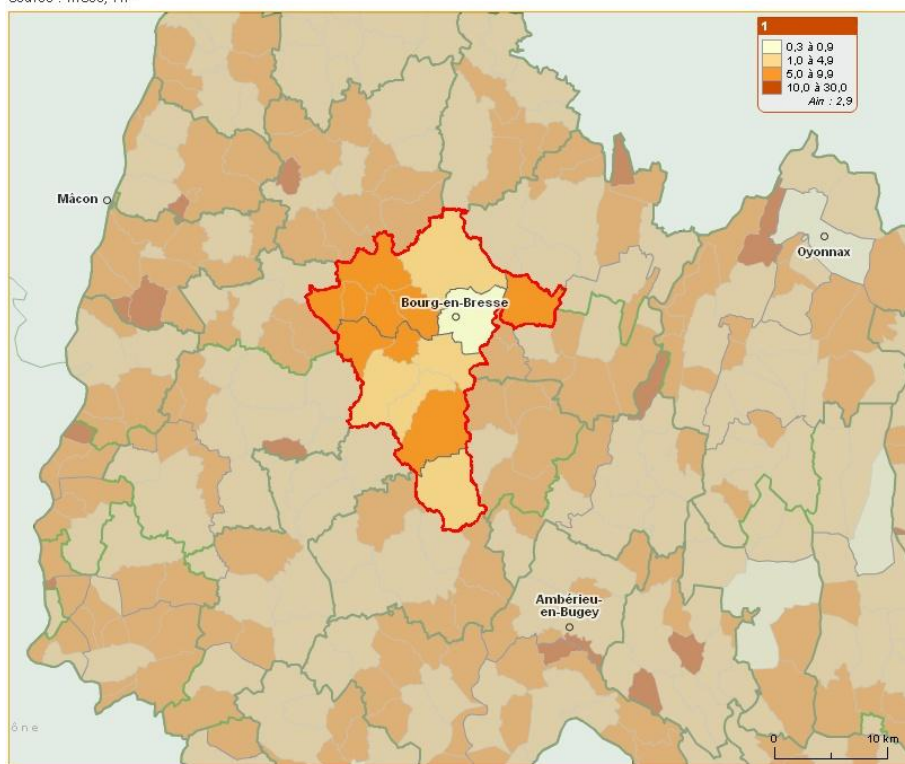 1
0,3 à 0,9
1,0 à 4,9
5,0 à 9,9
10,0 à 30,0
Ain : 2,9
Mâcon
Oyonnax
Bourg-en-Bresse
Ambérieu-
en-Bugey
ône
0 10 km